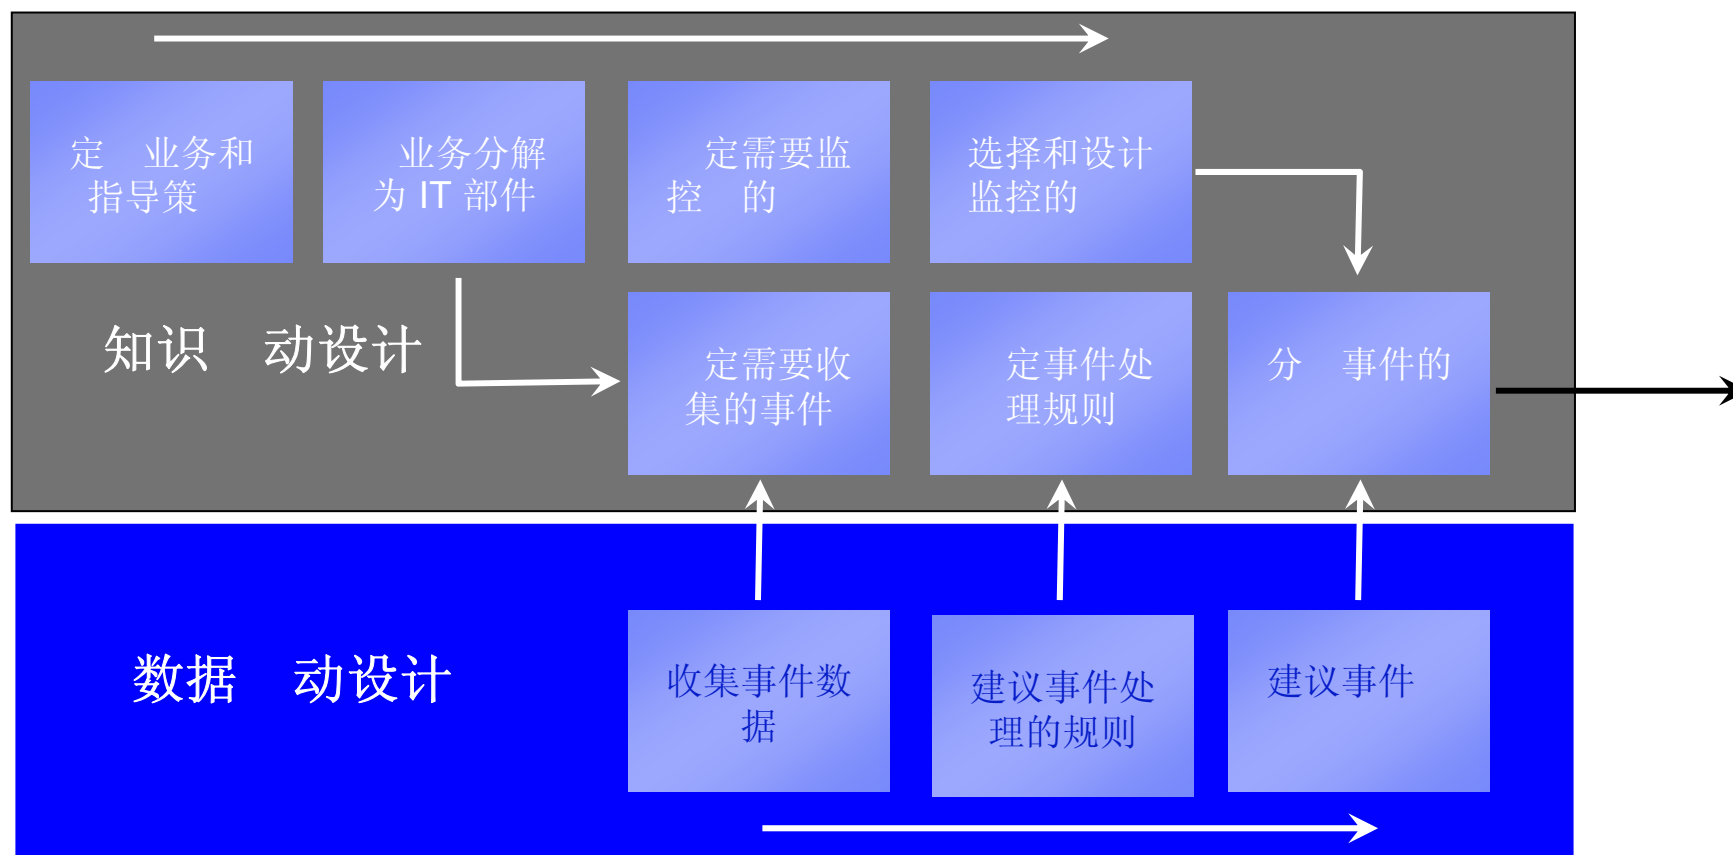 定 业务和
指导策
业务分解
为 IT 部件
定需要监
控 的
选择和设计
监控的
知识 动设计
定需要收
集的事件
定事件处
理规则
分 事件的
数据 动设计
收集事件数
据
建议事件处
理的规则
建议事件